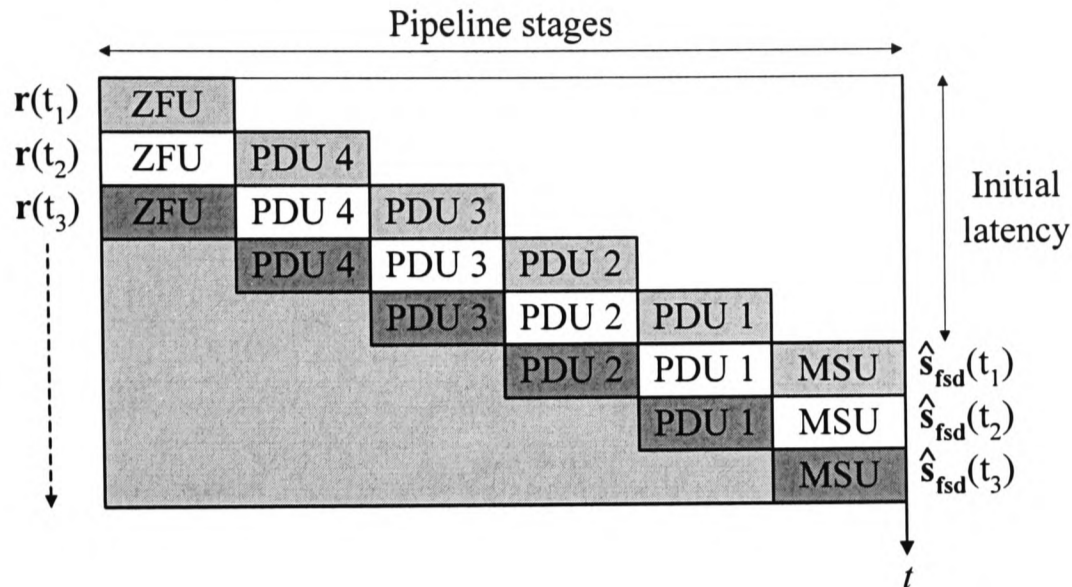 Pipeline stages
r(t₁) ZFU
r(t₂) ZFU PDU 4
r(t₃) ZFU PDU 4 PDU 3
Initial
latency
PDU 4 PDU 3 PDU 2
PDU 3 PDU 2 PDU 1
PDU 2 PDU 1 MSU ŝfsd(t₁)
PDU 1 MSU ŝfsd(t₂)
MSU ŝfsd(t₃)
t